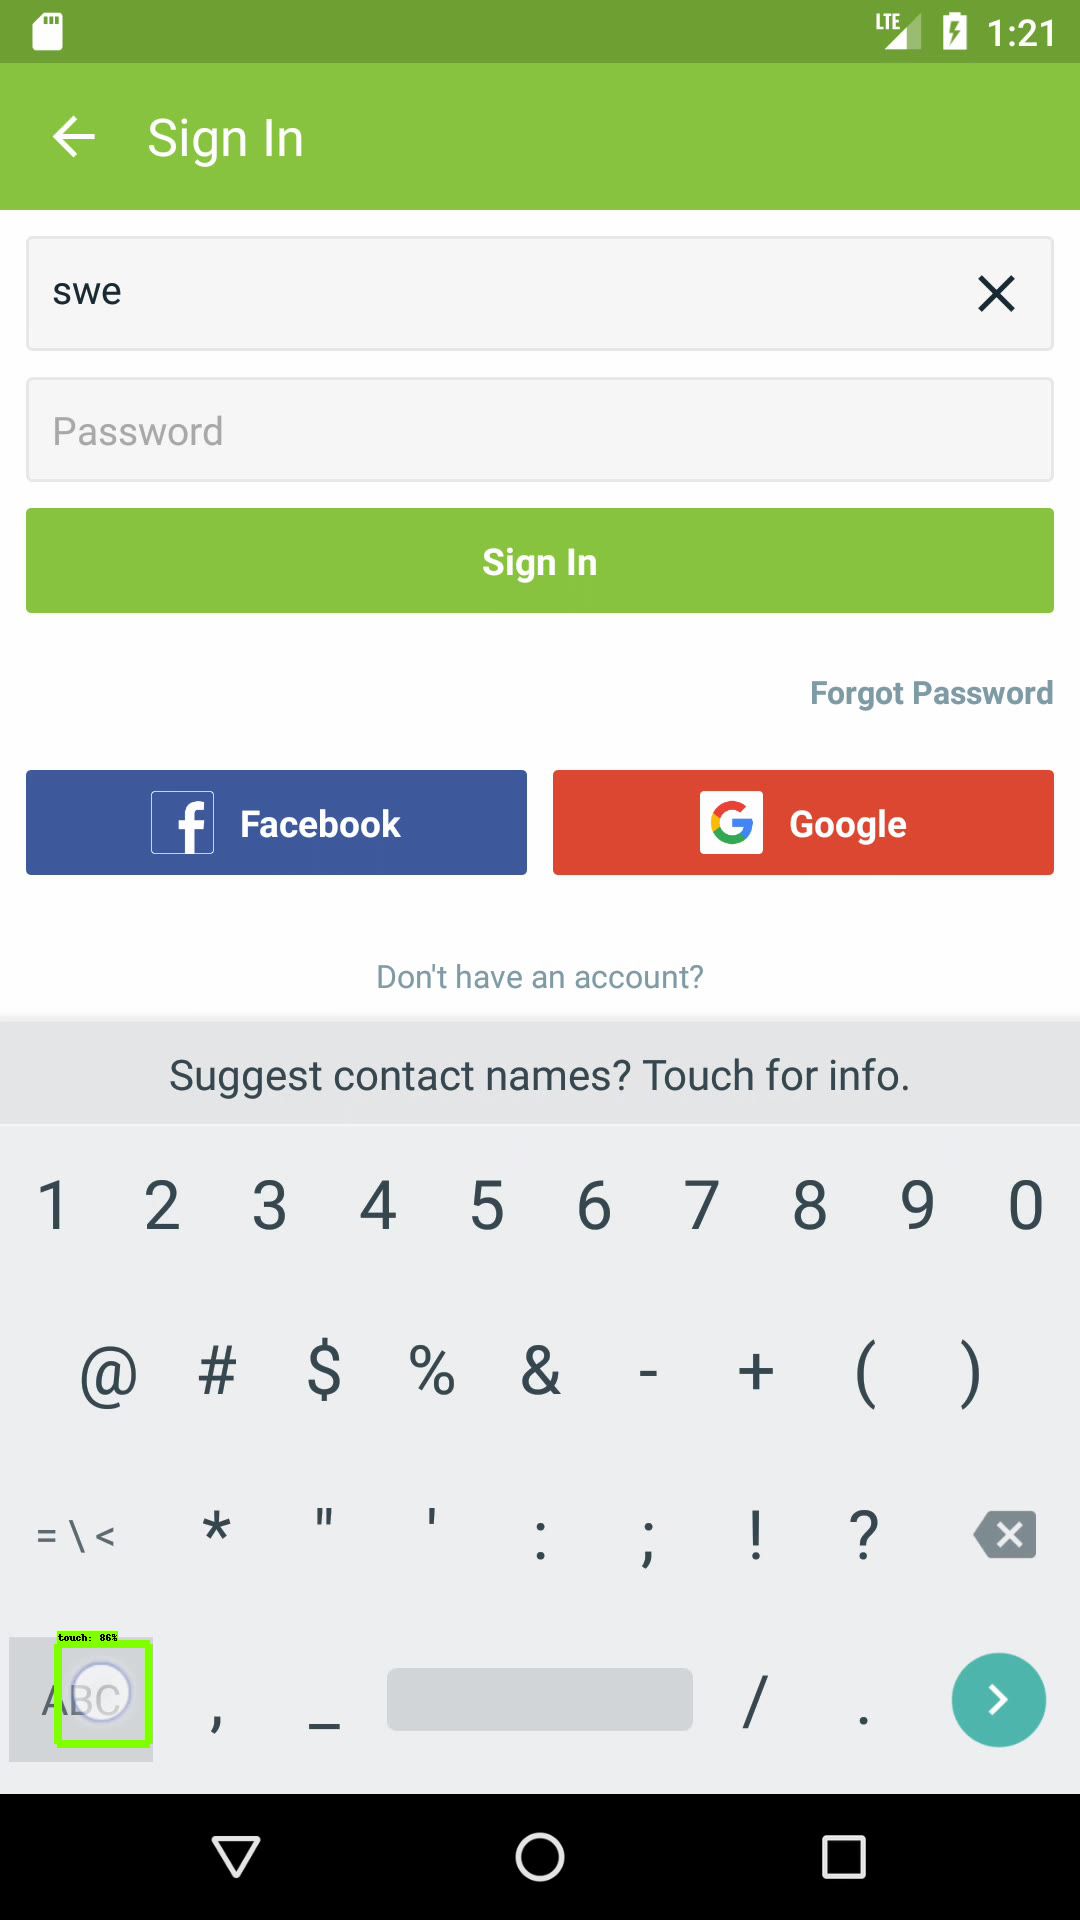 LTE 1:21
Sign In
swe
Password
Sign In
Forgot Password
Facebook Google
Don't have an account?
Suggest contact names? Touch for info.
1 2 3 4 5 6 7 8 9 0
@ # $ % & - + ( )
= \ < * " ' : ; ! ?
touch: 86%
ABC , _ / .